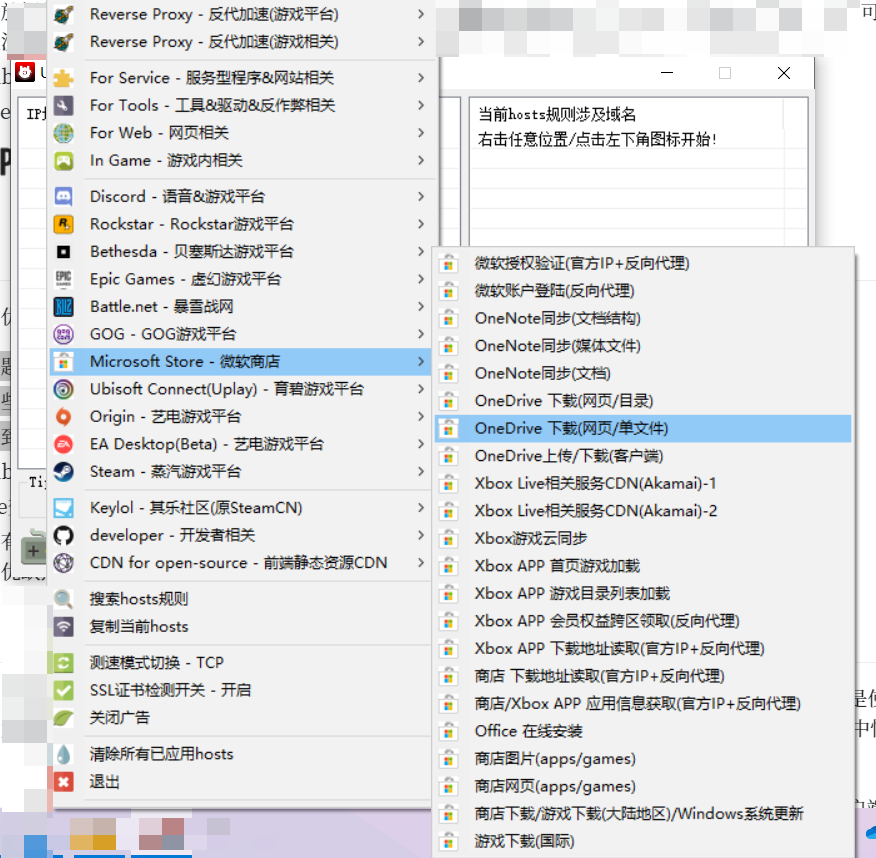 Reverse Proxy - 反代加速(游戏平台)
Reverse Proxy - 反代加速(游戏相关)
For Service - 服务型程序&网站相关
For Tools - 工具&驱动&反作弊相关
For Web - 网页相关
In Game - 游戏内相关
Discord - 语音&游戏平台
Rockstar - Rockstar游戏平台
Bethesda - 贝塞斯达游戏平台
Epic Games - 虚幻游戏平台
Battle.net - 暴雪战网
GOG - GOG游戏平台
Microsoft Store - 微软商店
Ubisoft Connect(Uplay) - 育碧游戏平台
Origin - 艺电游戏平台
EA Desktop(Beta) - 艺电游戏平台
Steam - 蒸汽游戏平台
Keylol - 其乐社区(原SteamCN)
developer - 开发者相关
CDN for open-source - 前端静态资源CDN
搜索hosts规则
复制当前hosts
测速模式切换 - TCP
SSL证书检测开关 - 开启
关闭广告
清除所有已应用hosts
退出
当前hosts规则涉及域名
右击任意位置/点击左下角图标开始!
微软授权验证(官方IP+反向代理)
微软账户登陆(反向代理)
OneNote同步(文档结构)
OneNote同步(媒体文件)
OneNote同步(文档)
OneDrive 下载(网页/目录)
OneDrive 下载(网页/单文件)
OneDrive上传/下载(客户端)
Xbox Live相关服务CDN(Akamai)-1
Xbox Live相关服务CDN(Akamai)-2
Xbox游戏云同步
Xbox APP 首页游戏加载
Xbox APP 游戏目录列表加载
Xbox APP 会员权益跨区领取(反向代理)
Xbox APP 下载地址读取(官方IP+反向代理)
商店 下载地址读取(官方IP+反向代理)
商店/Xbox APP 应用信息获取(官方IP+反向代理)
Office 在线安装
商店图片(apps/games)
商店网页(apps/games)
商店下载/游戏下载(大陆地区)/Windows系统更新
游戏下载(国际)